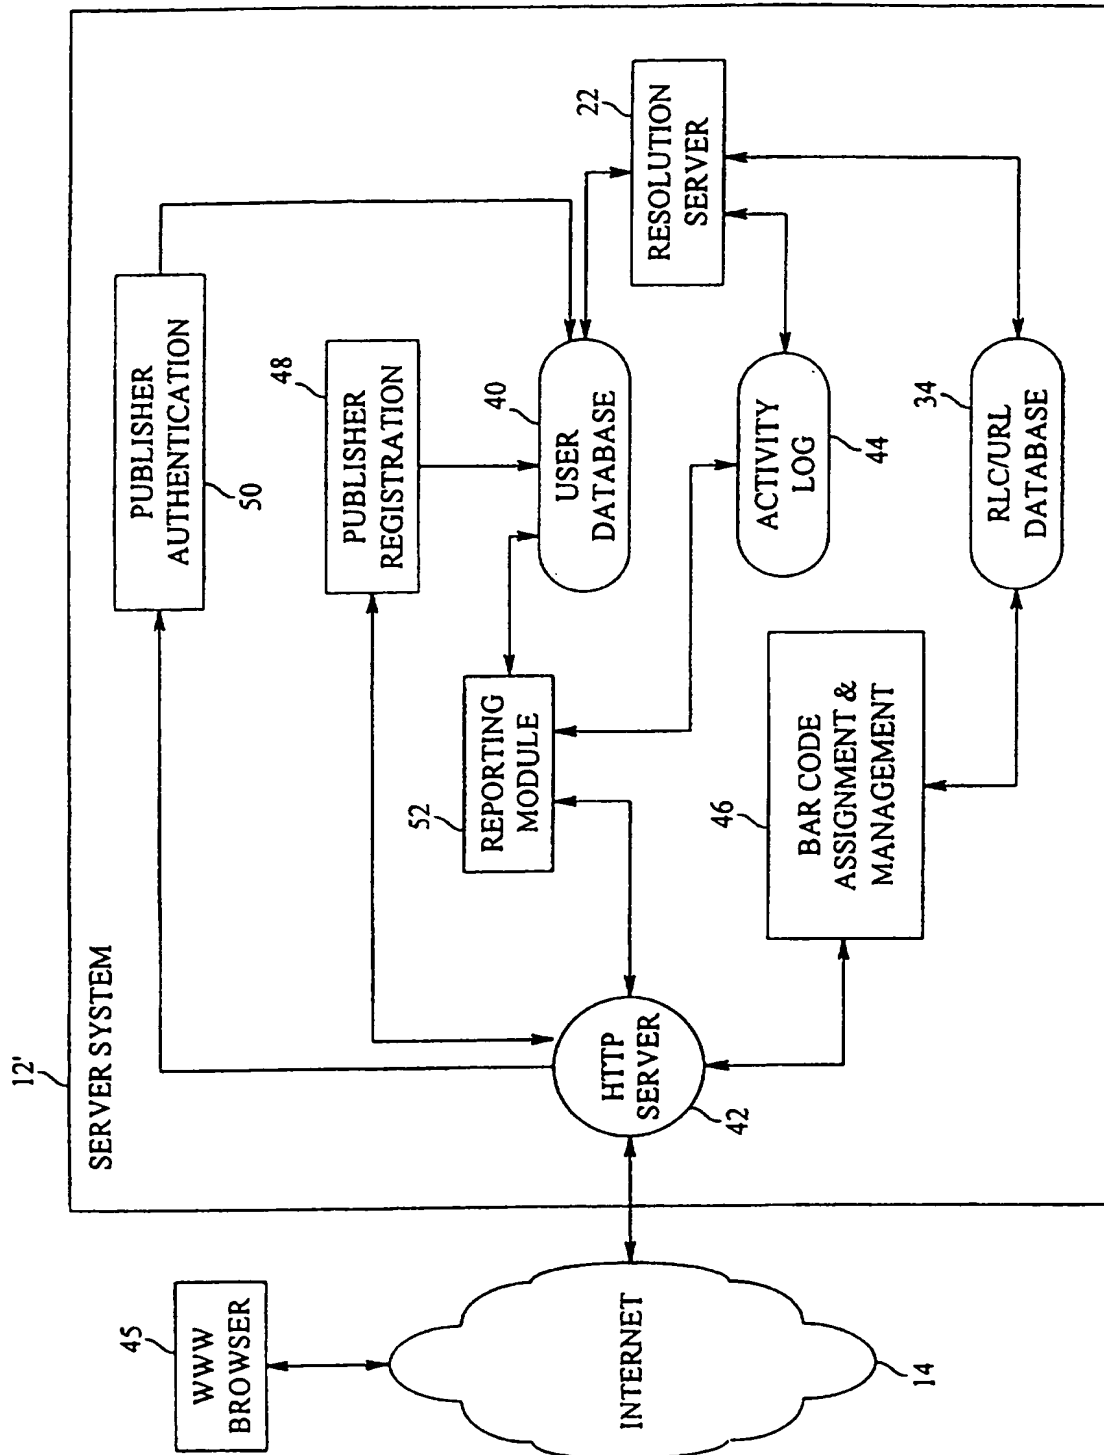 12'
SERVER SYSTEM
45
WWW
BROWSER
INTERNET
14
HTTP
SERVER
42
PUBLISHER
AUTHENTICATION
50
48
PUBLISHER
REGISTRATION
52
REPORTING
MODULE
40
USER
DATABASE
22
RESOLUTION
SERVER
ACTIVITY
LOG
44
46
BAR CODE
ASSIGNMENT &
MANAGEMENT
34
RLC/URL
DATABASE